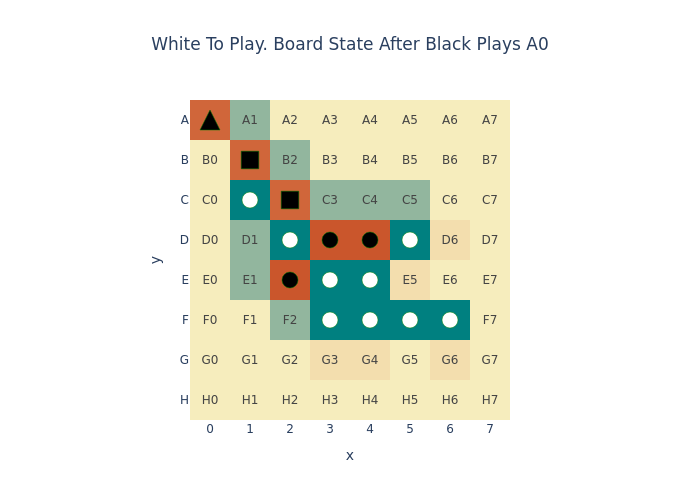 White To Play. Board State After Black Plays A0
A A1 A2 A3 A4 A5 A6 A7
B B0 B2 B3 B4 B5 B6 B7
C C0 C3 C4 C5 C6 C7
D D0 D1 D6 D7
E E0 E1 E5 E6 E7
F F0 F1 F2 F7
G G0 G1 G2 G3 G4 G5 G6 G7
H H0 H1 H2 H3 H4 H5 H6 H7
0 1 2 3 4 5 6 7
x
y